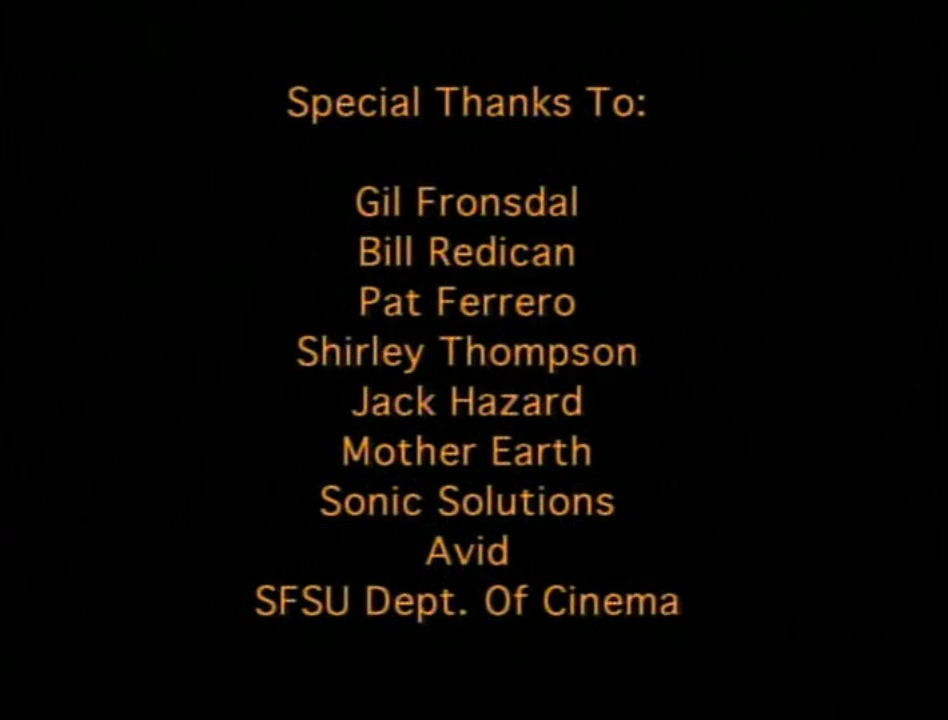 Special Thanks To:
Gil Fronsdal
Bill Redican
Pat Ferrero
Shirley Thompson
Jack Hazard
Mother Earth
Sonic Solutions
Avid
SFSU Dept. Of Cinema